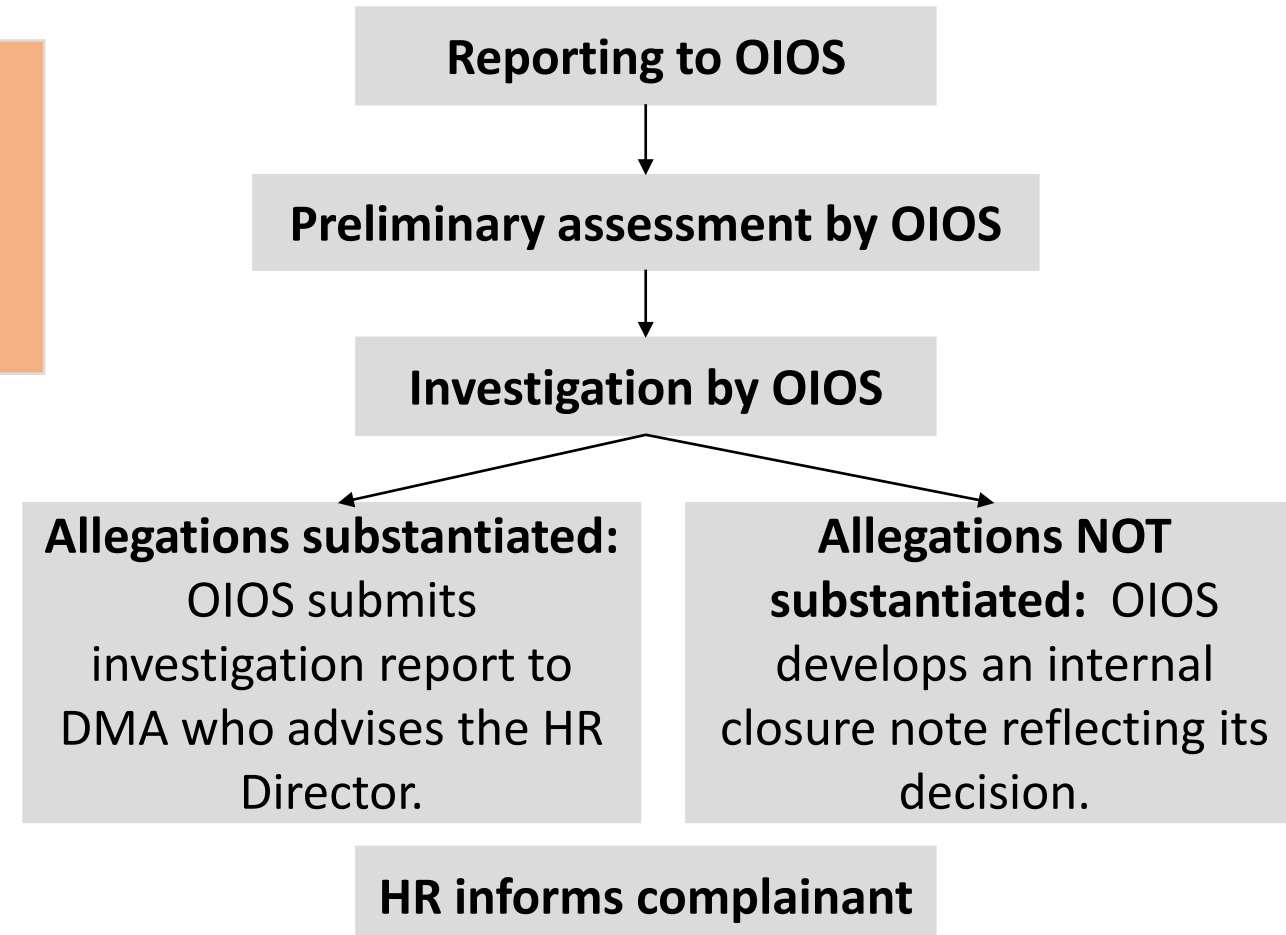 Reporting to OIOS
Preliminary assessment by OIOS
Investigation by OIOS
Allegations substantiated:
OIOS submits
investigation report to
DMA who advises the HR
Director.
Allegations NOT
substantiated: OIOS
develops an internal
closure note reflecting its
decision.
HR informs complainant